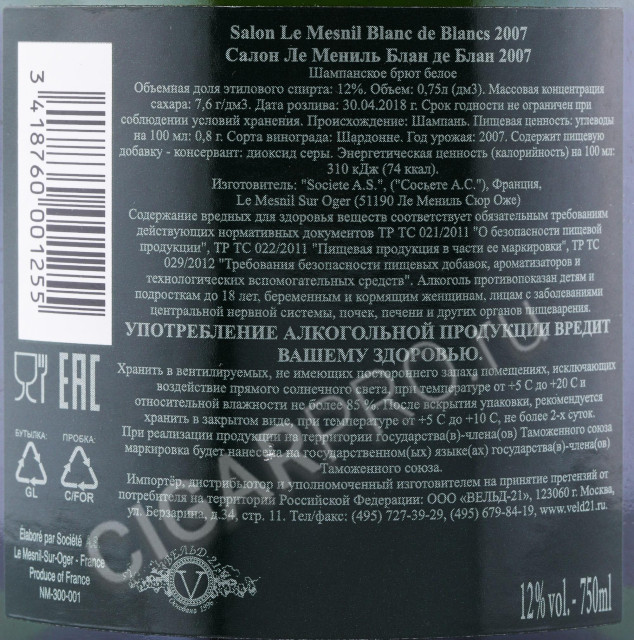 Salon Le Mesnil Blanc de Blancs 2007
Салон Ле Мениль Блан де Блан 2007
Шампанское брют белое
Объемная доля этилового спирта: 12%. Объем: 0,75л (дм3). Массовая концентрация
сахара: 7,6 г/дм3. Дата розлива: 30.04.2018 г. Срок годности не ограничен при
соблюдении условий хранения. Происхождение: Шампань. Пищевая ценность: углеводы
на 100 мл: 0,8 г. Сорта винограда: Шардонне. Год урожая: 2007. Содержит пищевую
добавку - консервант: диоксид серы. Энергетическая ценность (калорийность) на 100 мл:
310 кДж (74 ккал).
Изготовитель: "Societe A.S.", ("Сосьете А.С."), Франция,
Le Mesnil Sur Oger (51190 Ле Мениль Сюр Оже)
Содержание вредных для здоровья веществ соответствует обязательным требованиям
действующих нормативных документов ТР ТС 021/2011 "О безопасности пищевой
продукции", ТР ТС 022/2011 "Пищевая продукция в части ее маркировки", ТР ТС
029/2012 "Требования безопасности пищевых добавок, ароматизаторов и
технологических вспомогательных средств". Алкоголь противопоказан детям и
подросткам до 18 лет, беременным и кормящим женщинам, лицам с заболеваниями
центральной нервной системы, почек, печени и других органов пищеварения.
УПОТРЕБЛЕНИЕ АЛКОГОЛЬНОЙ ПРОДУКЦИИ ВРЕДИТ
ВАШЕМУ ЗДОРОВЬЮ.
Хранить в вентилируемых, не имеющих постороннего запаха помещениях, исключающих
воздействие прямого солнечного света, при температуре от +5 С до +20 С и
относительной влажности не более 85%. После вскрытия упаковки, рекомендуется
хранить в закрытом виде, при температуре от +5 С до +10 С, не более 2-х суток.
При реализации продукции на территории государства(в)-члена(ов) Таможенного союза
маркировка будет нанесена на государственном(ых) языке(ах) государства(в)-члена(ов)
Таможенного союза.
Импортёр, дистрибьютор и уполномоченный изготовителем на принятие претензий от
потребителя на территории Российской Федерации: ООО «ВЕЛЬД-21», 123060 г. Москва,
ул. Берзарина, д.34, стр. 11. Тел/факс: (495) 727-39-29, (495) 679-84-19, www.veld21.ru.
3 418760 001255
EAC
БУТЫЛКА: ПРОБКА:
GL C/FOR
Elaboré par Société A.S.
Le Mesnil-Sur-Oger - France
Produce of France
NM-300-001
ВЕЛЬД 21
V
Основана 1996
12% vol. - 750ml
CIGARPRO.ru